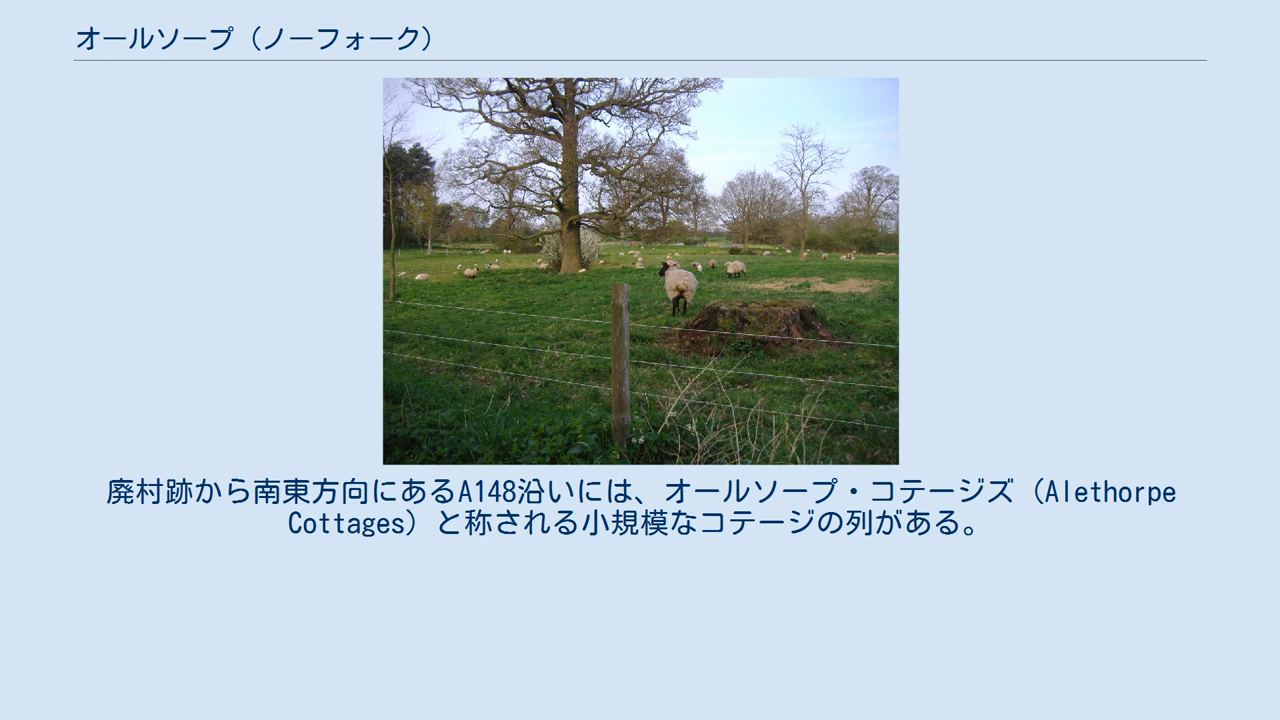 オールソープ（ノーフォーク）
廃村跡から南東方向にあるA148沿いには、オールソープ・コテージズ（Alethorpe
Cottages）と称される小規模なコテージの列がある。